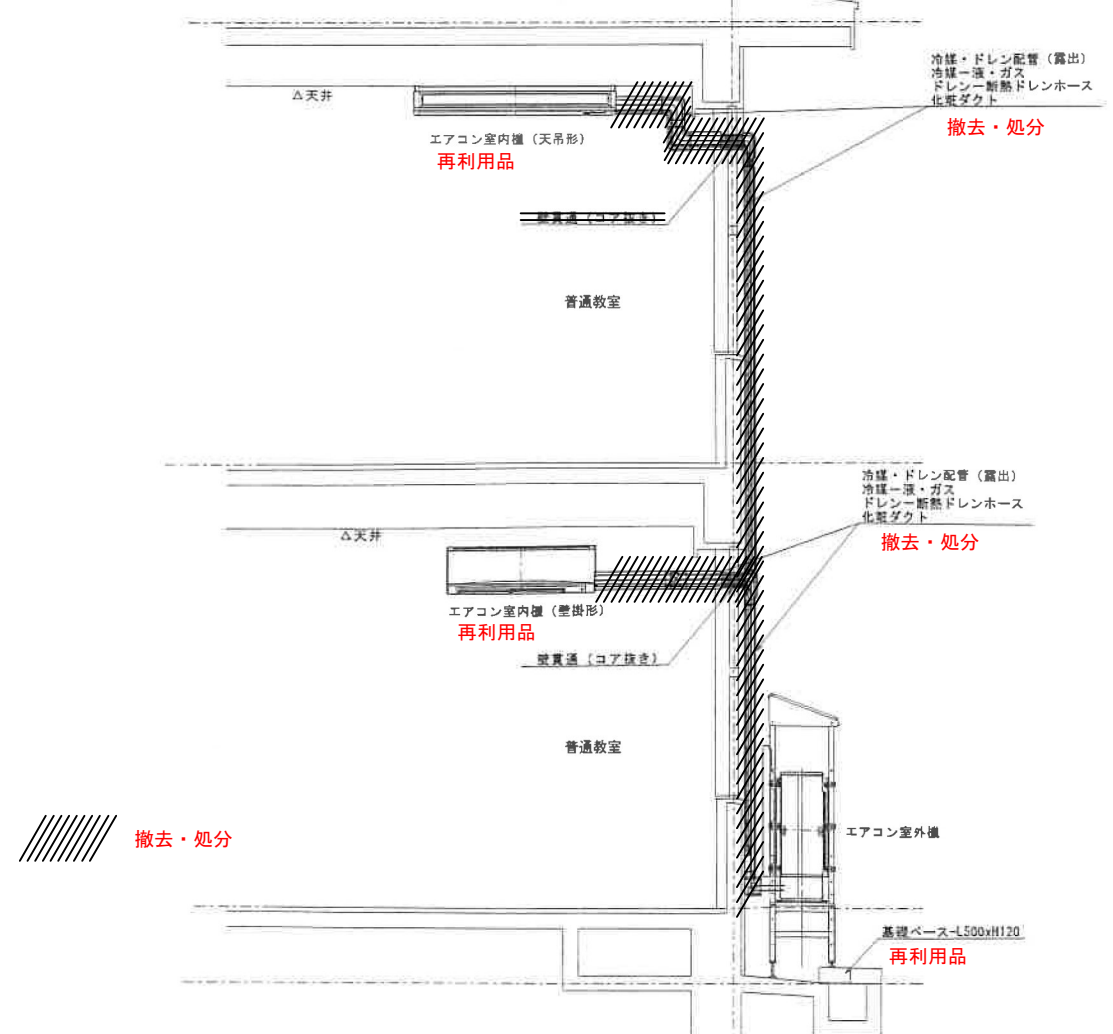 冷媒・ドレン配管（露出）
冷媒ー液・ガス
ドレンー断熱ドレンホース
化粧ダクト
撤去・処分
△天井
エアコン室内機（天吊形）
再利用品
壁貫通（コア抜き）
普通教室
冷媒・ドレン配管（露出）
冷媒ー液・ガス
ドレンー断熱ドレンホース
化粧ダクト
撤去・処分
△天井
エアコン室内機（壁掛形）
再利用品
壁貫通（コア抜き）
普通教室
撤去・処分
エアコン室外機
基礎ベース-L500xH120
再利用品